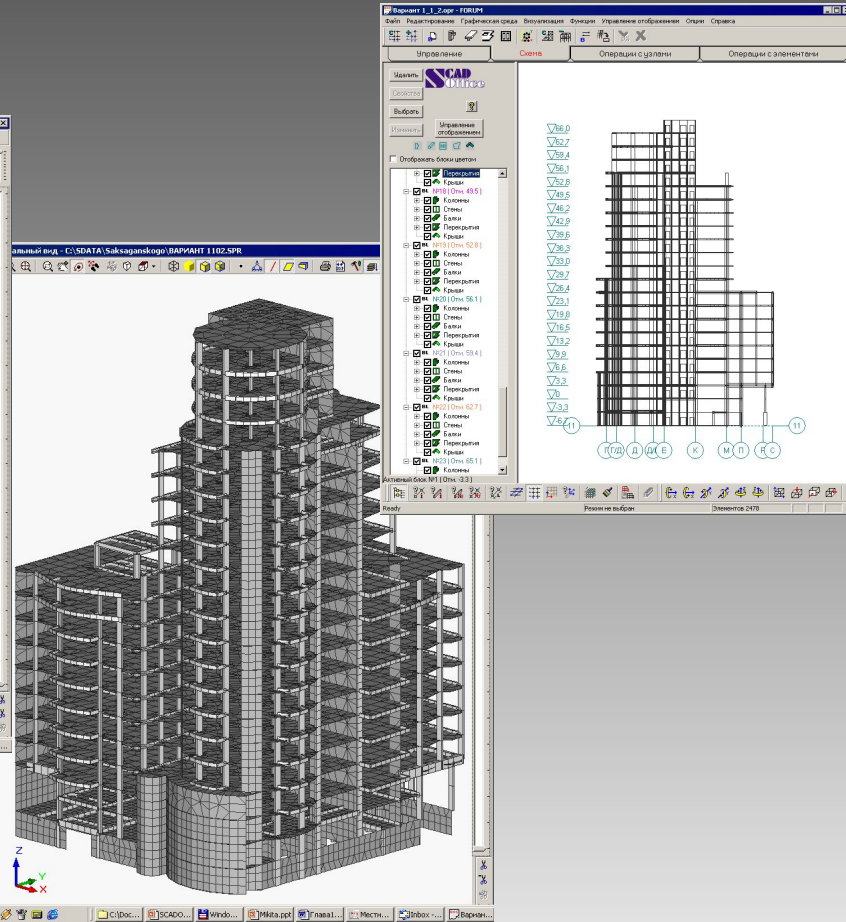 Вариант 1_1_2.opr - FORUM
Файл Редактирование Графическая среда Визуализация Функции Управление отображением Опции Справка
Управление Схема Операции с узлами Операции с элементами
Удалить
SCAD Office
Свойства
Выбрать
Изменить
Управление отображением
Отображать блоки цветом
Перекрытия
Крыши
BL №18 ( Отм. 49.5 )
Колонны
Стены
Балки
Перекрытия
Крыши
BL №19 ( Отм. 52.8 )
Колонны
Стены
Балки
Перекрытия
Крыши
BL №20 ( Отм. 56.1 )
Колонны
Стены
Балки
Перекрытия
Крыши
BL №21 ( Отм. 59.4 )
Колонны
Стены
Балки
Перекрытия
Крыши
BL №22 ( Отм. 62.7 )
Колонны
Стены
Балки
Перекрытия
Крыши
BL №23 ( Отм. 65.1 )
Колонны
Активный блок №1 ( Отм. -3.3 )
66,0
62,7
59,4
56,1
52,8
49,5
46,2
42,9
39,6
36,3
33,0
29,7
26,4
23,1
19,8
16,5
13,2
9,9
6,6
3,3
0
-3,3
11 11
Д Е К М П С
Ready Режим не выбран Элементов 2478
альный вид - C:\SDATA\Saksaganskogo\ВАРИАНТ 1102.SPR
Z
Y
X
C:\Doc... SCADO... Windo... Mikita.ppt Глава1... Местн... Inbox -... Вариан...